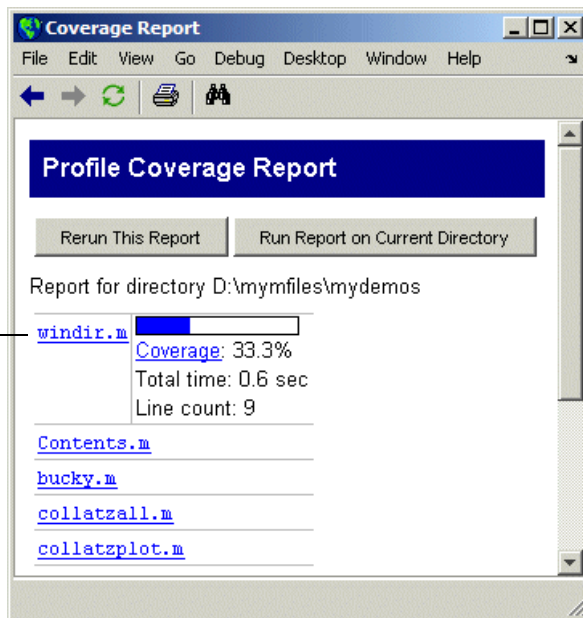 Coverage Report
File Edit View Go Debug Desktop Window Help
Profile Coverage Report
Rerun This Report Run Report on Current Directory
Report for directory D:\mymfiles\mydemos
windir.m
Coverage: 33.3%
Total time: 0.6 sec
Line count: 9
Contents.m
bucky.m
collatzall.m
collatzplot.m